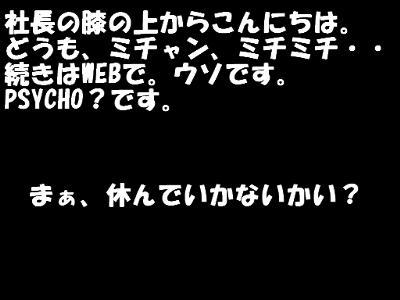 社長の膝の上からこんにちは。
どうも、ミチャン、ミチミチ・・
続きはWEBで。ウソです。
PSYCHO？です。
まぁ、休んでいかないかい？